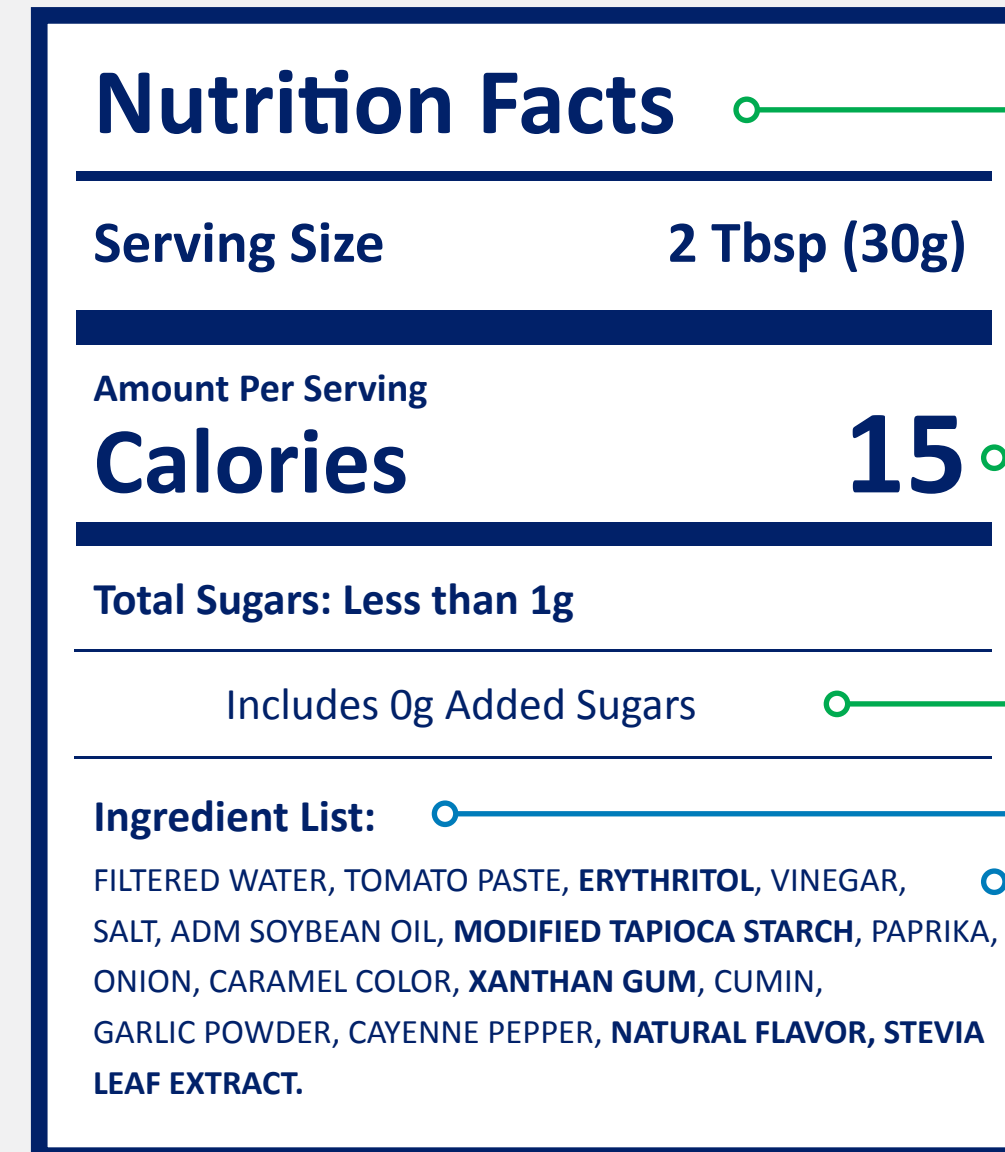 Nutrition Facts
Serving Size 2 Tbsp (30g)
Amount Per Serving
Calories 15
Total Sugars: Less than 1g
Includes 0g Added Sugars
Ingredient List:
FILTERED WATER, TOMATO PASTE, ERYTHRITOL, VINEGAR,
SALT, ADM SOYBEAN OIL, MODIFIED TAPIOCA STARCH, PAPRIKA,
ONION, CARAMEL COLOR, XANTHAN GUM, CUMIN,
GARLIC POWDER, CAYENNE PEPPER, NATURAL FLAVOR, STEVIA
LEAF EXTRACT.